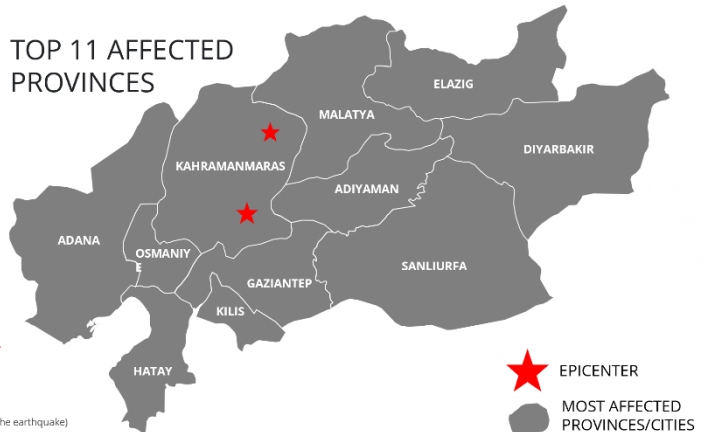 TOP 11 AFFECTED
PROVINCES
ELAZIG
MALATYA
DIYARBAKIR
KAHRAMANMARAS
ADIYAMAN
ADANA
OSMANIY
E
SANLIURFA
GAZIANTEP
KILIS
HATAY
EPICENTER
MOST AFFECTED
PROVINCES/CITIES
he earthquake)